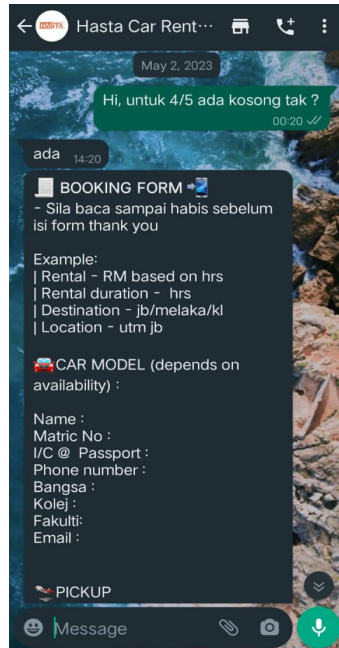 HASTA
Hasta Car Rent...
May 2, 2023
Hi, untuk 4/5 ada kosong tak ?
00:20
ada 14:20
BOOKING FORM
- Sila baca sampai habis sebelum
isi form thank you
Example:
| Rental - RM based on hrs
| Rental duration - hrs
| Destination - jb/melaka/kl
| Location - utm jb
CAR MODEL (depends on
availability) :
Name :
Matric No :
I/C @ Passport :
Phone number :
Bangsa :
Kolej :
Fakulti:
Email :
PICKUP
Message